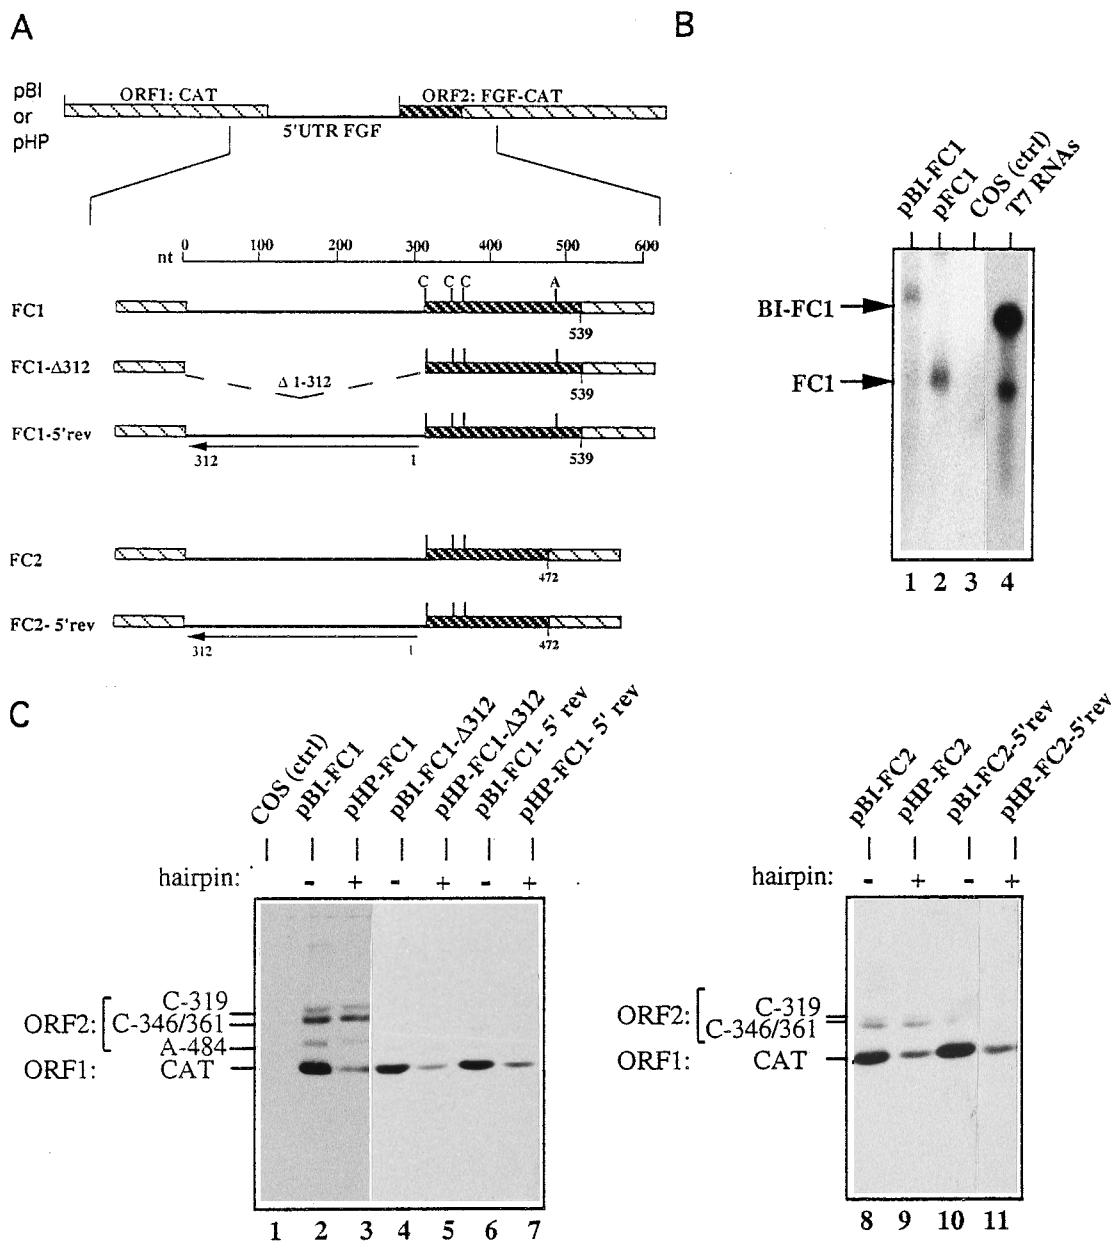 A
pBI
or
pHP
ORF1: CAT
ORF2: FGF-CAT
5'UTR FGF
nt 0 100 200 300 400 500 600
C C C A
FC1
539
FC1-Δ312
Δ 1-312
539
FC1-5'rev
312 1 539
FC2
472
FC2- 5'rev
312 1 472
B
pBI-FC1
pFC1
COS (ctrl)
T7 RNAs
BI-FC1
FC1
1 2 3 4
C
COS (ctrl)
pBI-FC1
pHP-FC1
pBI-FC1-Δ312
pHP-FC1-Δ312
pBI-FC1- 5' rev
pHP-FC1- 5' rev
hairpin: - + - + - +
C-319
ORF2: C-346/361
A-484
ORF1: CAT
1 2 3 4 5 6 7
pBI-FC2
pHP-FC2
pBI-FC2-5'rev
pHP-FC2-5'rev
hairpin: - + - +
C-319
ORF2: C-346/361
ORF1: CAT
8 9 10 11